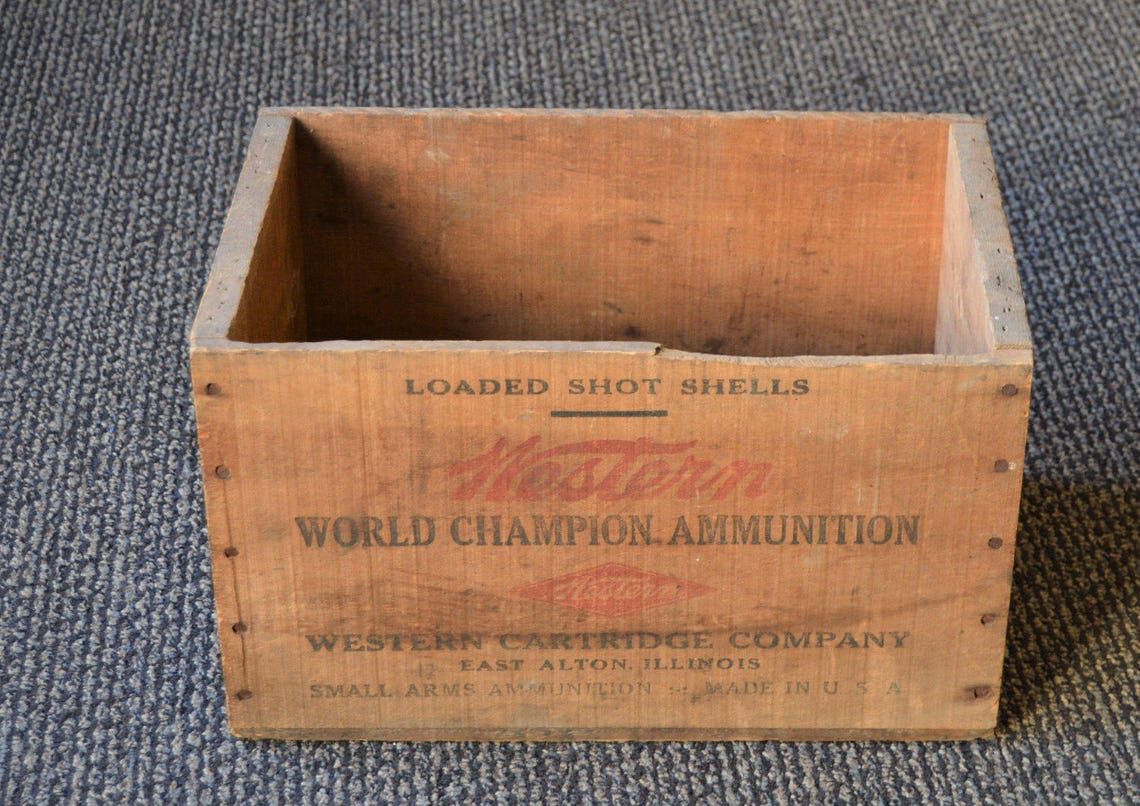 LOADED SHOT SHELLS
Western
WORLD CHAMPION AMMUNITION
Western
WESTERN CARTRIDGE COMPANY
EAST ALTON, ILLINOIS
SMALL ARMS AMMUNITION :-: MADE IN U S A